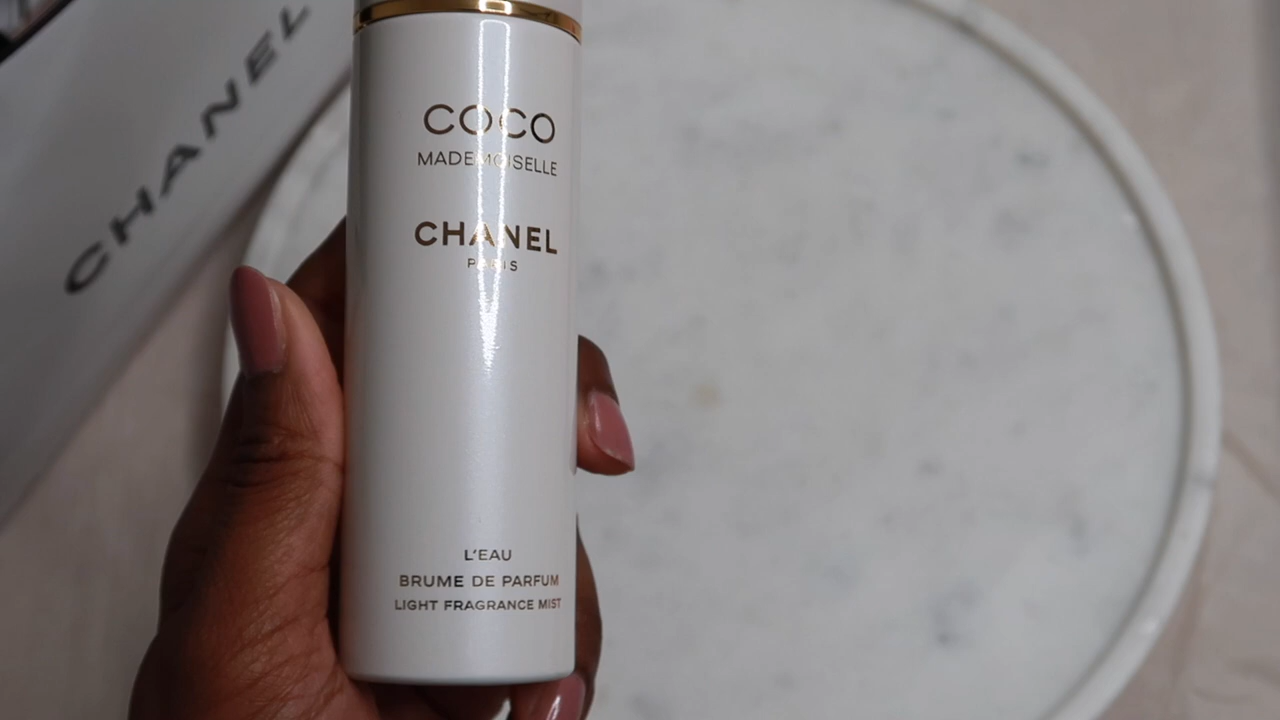 CHANEL
COCO
MADEMOISELLE
CHANEL
PARIS
L'EAU
BRUME DE PARFUM
LIGHT FRAGRANCE MIST